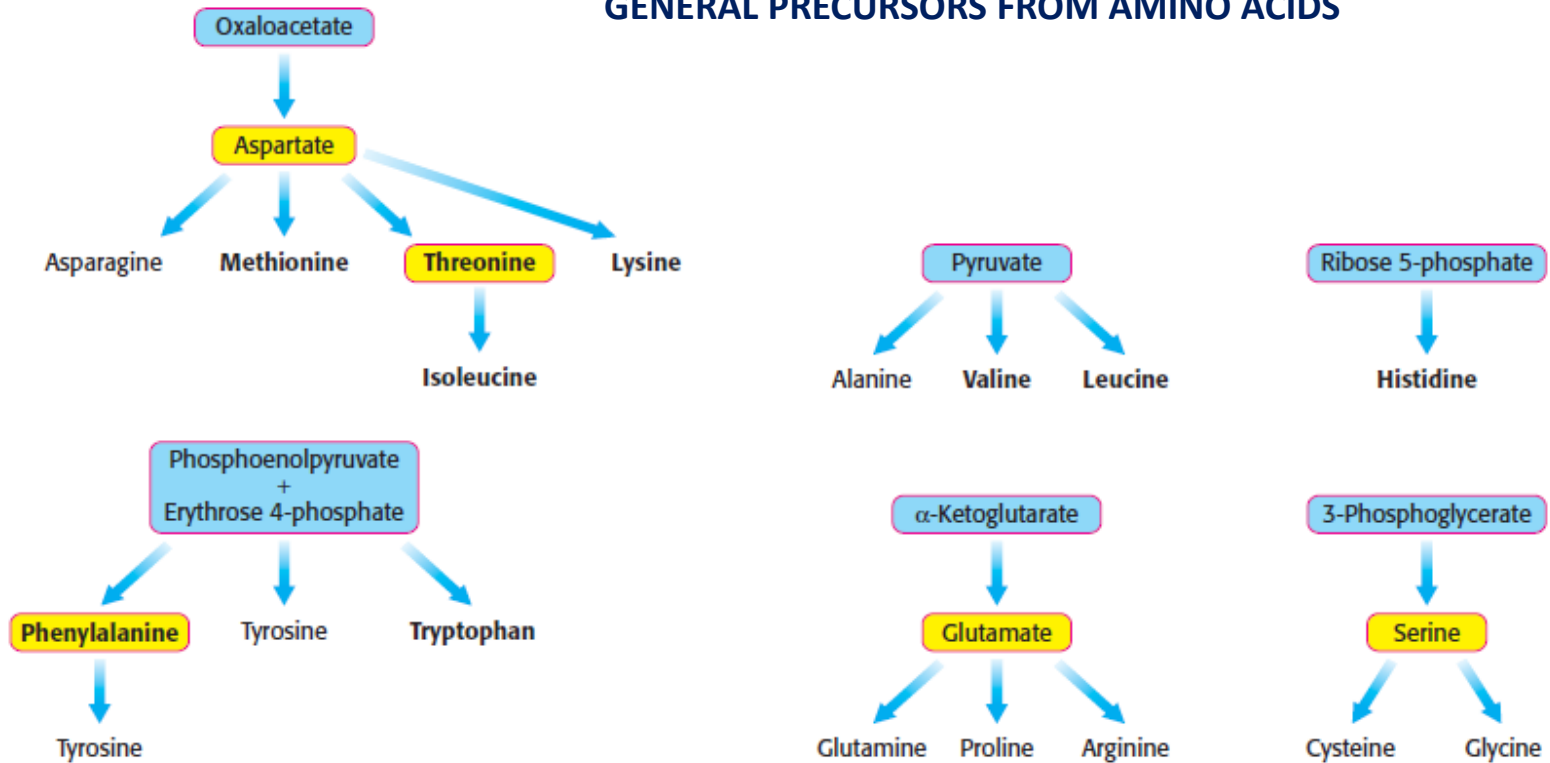 GENERAL PRECURSORS FROM AMINO ACIDS
Oxaloacetate
Aspartate
Asparagine
Methionine
Threonine
Lysine
Isoleucine
Pyruvate
Alanine
Valine
Leucine
Ribose 5-phosphate
Histidine
Phosphoenolpyruvate
+
Erythrose 4-phosphate
Phenylalanine
Tyrosine
Tryptophan
Tyrosine
α-Ketoglutarate
Glutamate
Glutamine
Proline
Arginine
3-Phosphoglycerate
Serine
Cysteine
Glycine